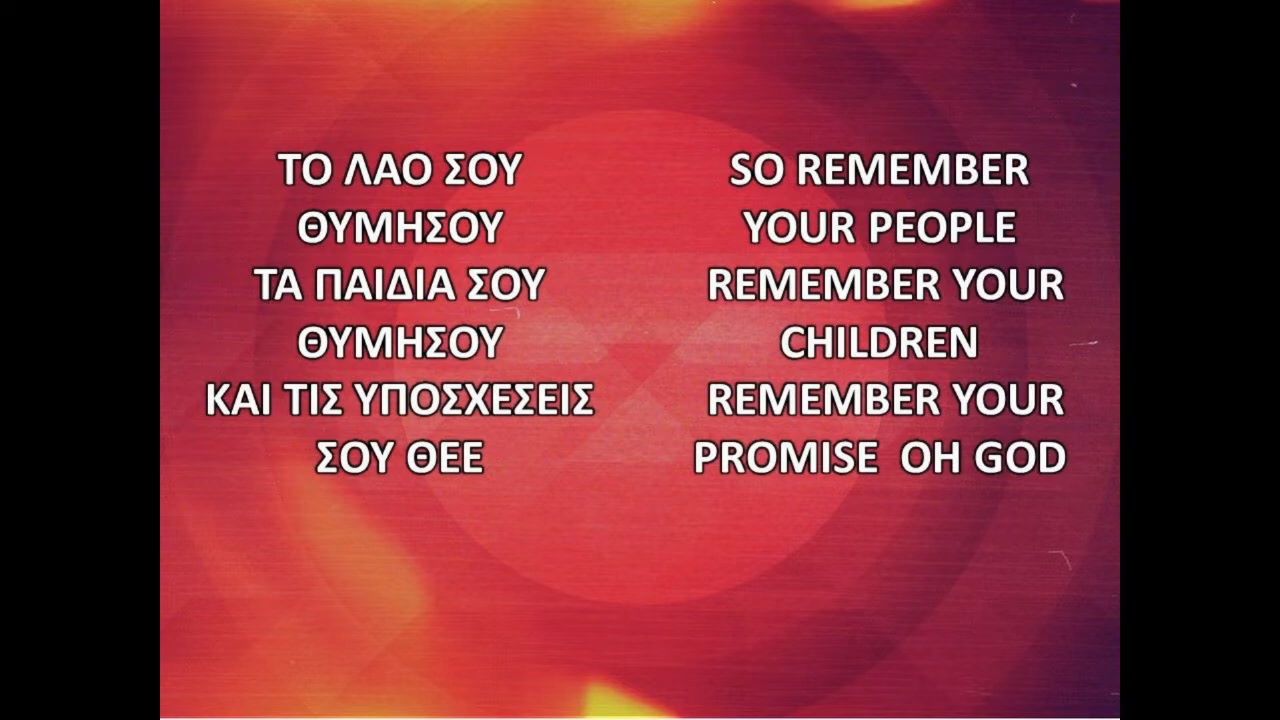 ΤΟ ΛΑΟ ΣΟΥ
ΘΥΜΗΣΟΥ
ΤΑ ΠΑΙΔΙΑ ΣΟΥ
ΘΥΜΗΣΟΥ
ΚΑΙ ΤΙΣ ΥΠΟΣΧΕΣΕΙΣ
ΣΟΥ ΘΕΕ
SO REMEMBER
YOUR PEOPLE
REMEMBER YOUR
CHILDREN
REMEMBER YOUR
PROMISE  OH GOD